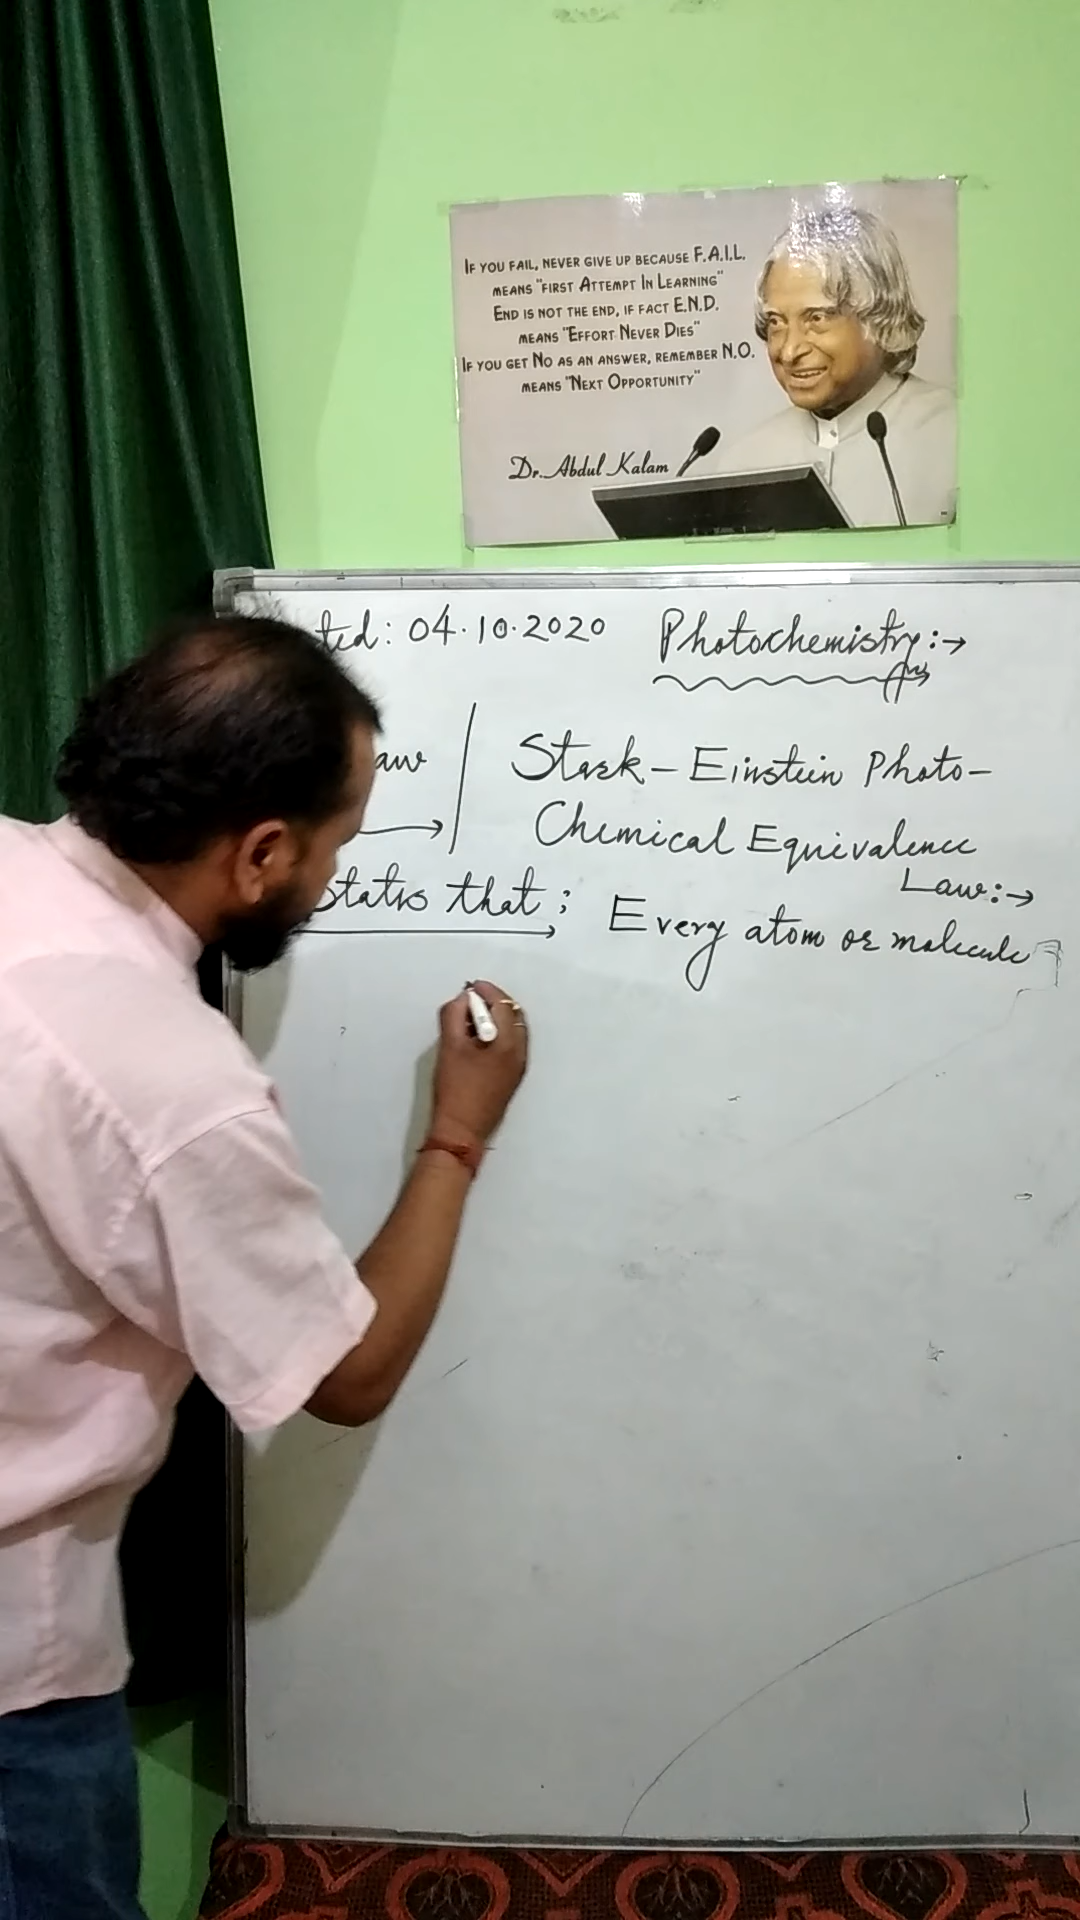 IF YOU FAIL, NEVER GIVE UP BECAUSE F.A.I.L.
MEANS "FIRST ATTEMPT IN LEARNING"
END IS NOT THE END, IF FACT E.N.D.
MEANS "EFFORT NEVER DIES"
IF YOU GET NO AS AN ANSWER, REMEMBER N.O.
MEANS "NEXT OPPORTUNITY"
Dr. Abdul Kalam
ted: 04.10.2020 Photochemistry:→
aw Stark-Einstein Photo-
Chemical Equivalence
Law:→
States that; Every atom or molecule